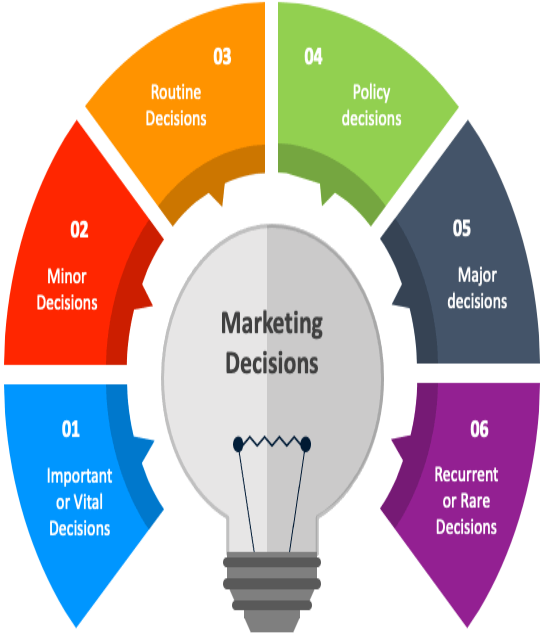 03
Routine
Decisions
04
Policy
decisions
02
Minor
Decisions
05
Major
decisions
Marketing
Decisions
01
Important
or Vital
Decisions
06
Recurrent
or Rare
Decisions